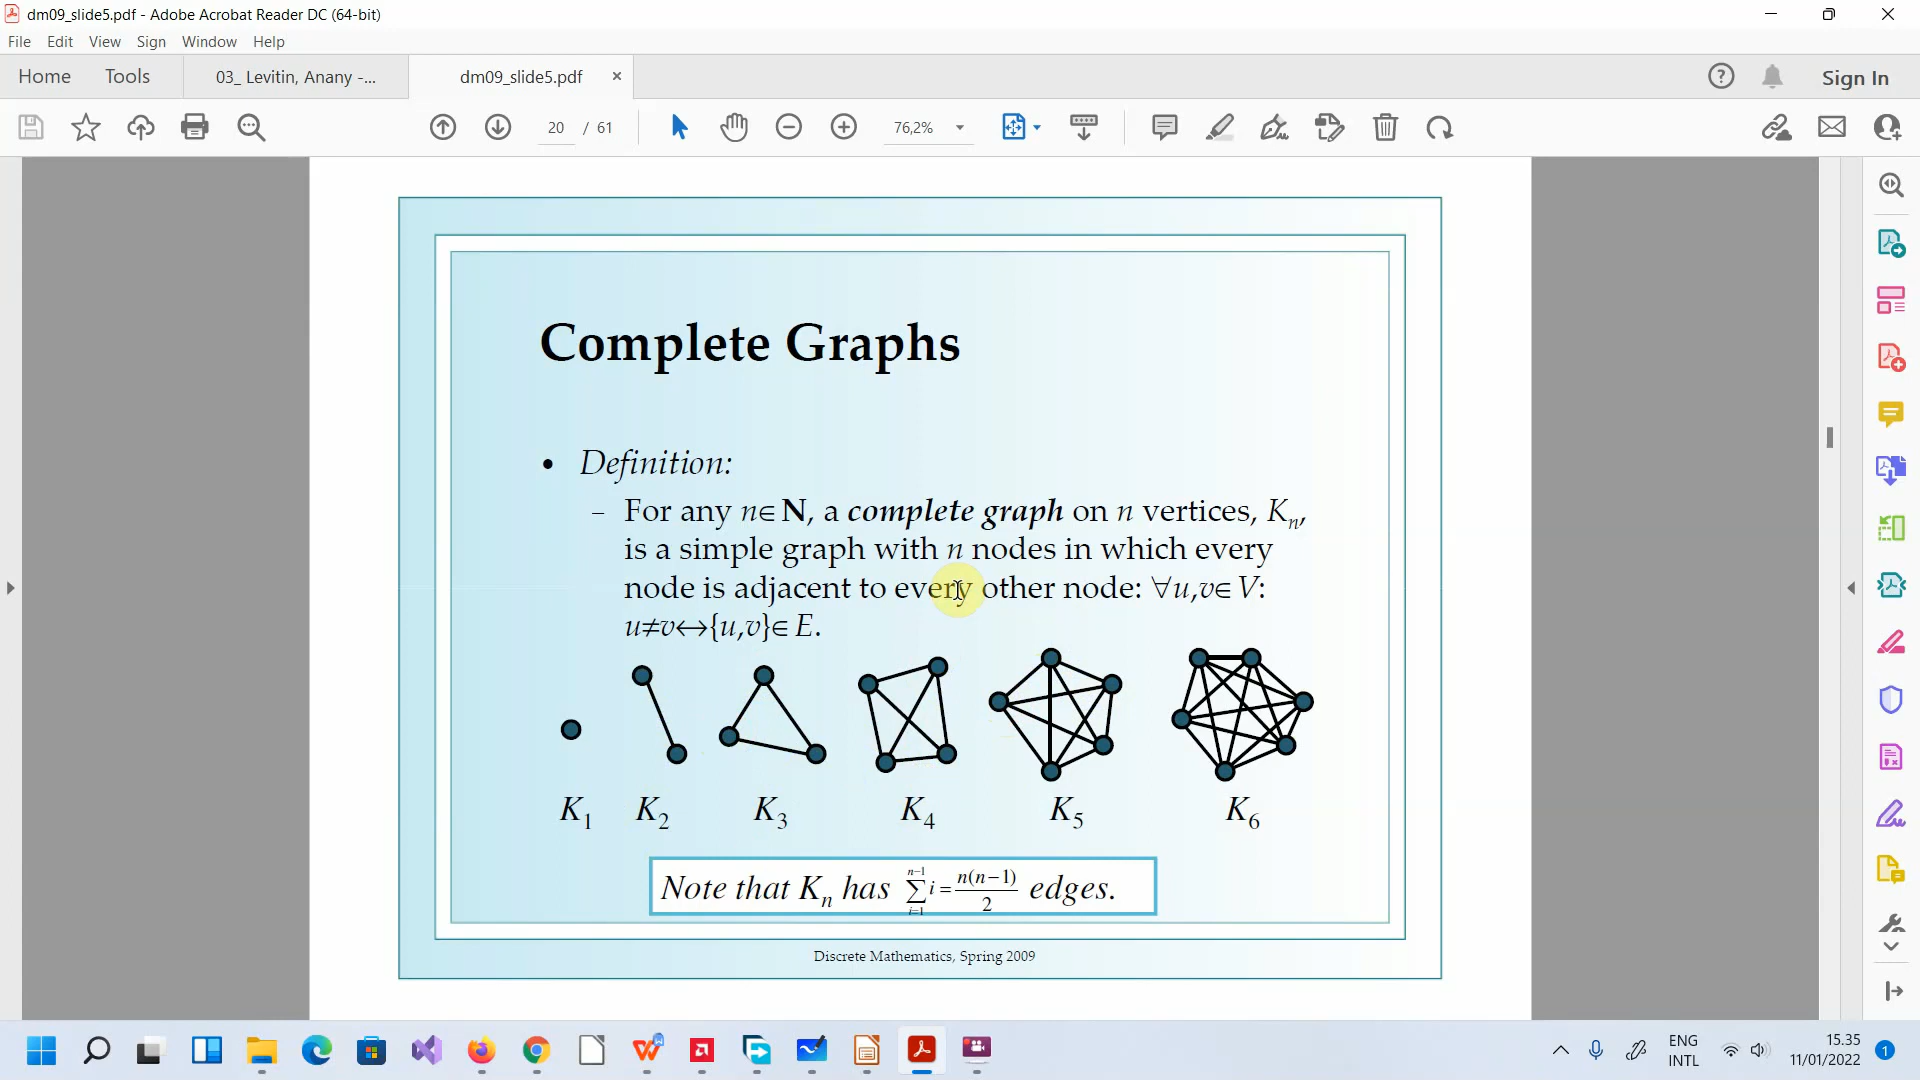 dm09_slide5.pdf - Adobe Acrobat Reader DC (64-bit)
File Edit View Sign Window Help
Home Tools 03_ Levitin, Anany -... dm09_slide5.pdf × Sign In
20 / 61 76,2%
Complete Graphs
• Definition:
– For any n∈N, a complete graph on n vertices, Kₙ,
is a simple graph with n nodes in which every
node is adjacent to every other node: ∀u,v∈V:
u≠v↔{u,v}∈E.
K₁ K₂ K₃ K₄ K₅ K₆
Note that Kₙ has ∑_{i=1}^{n−1} i = n(n−1)/2 edges.
Discrete Mathematics, Spring 2009
ENG 15.35
INTL 11/01/2022 1